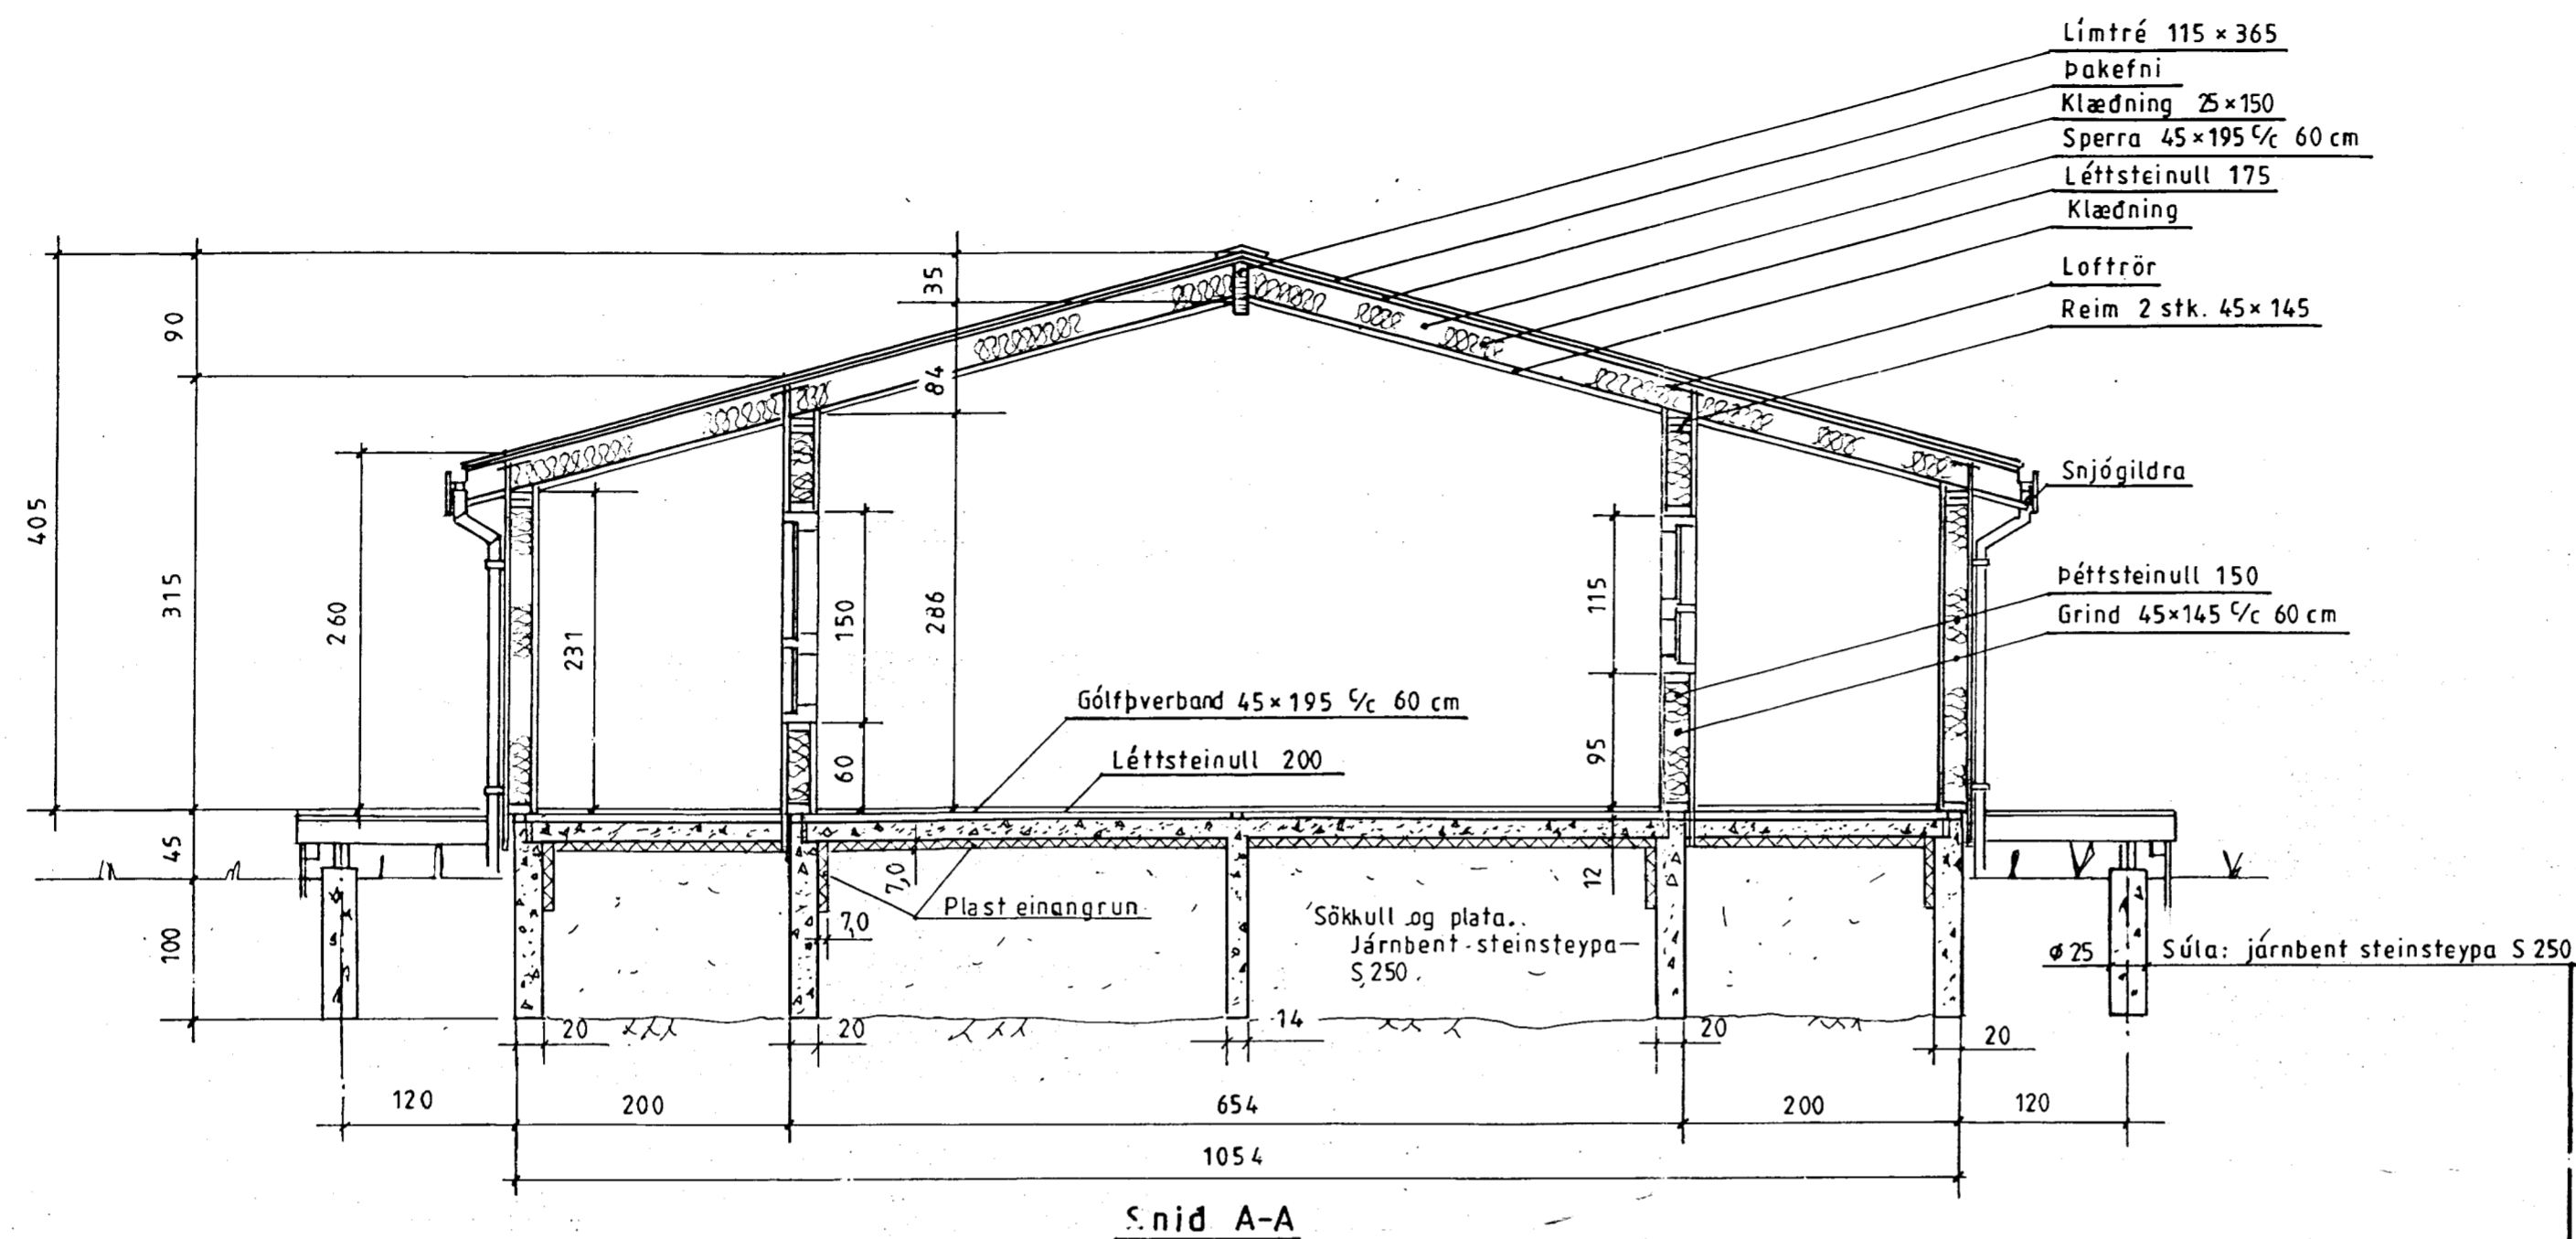 Límtré 115 × 365
Þakefni
Klæðning 25×150
Sperra 45×195 c/c 60 cm
Léttsteinull 175
Klæðning
Loftrör
Reim 2 stk. 45×145
Snjógildra
Þéttsteinull 150
Grind 45×145 c/c 60 cm
Gólfþverband 45×195 c/c 60 cm
Léttsteinull 200
405
90
315
260
231
35
84
286
150
60
115
95
12
45
100
7,0
7,0
Plast einangrun
Sökkull og plata..
Járnbent-steinsteypa-
S 250.
ø 25 Súla: járnbent steinsteypa S 250
20
20
14
20
20
120
200
654
200
120
1054
Snið A-A